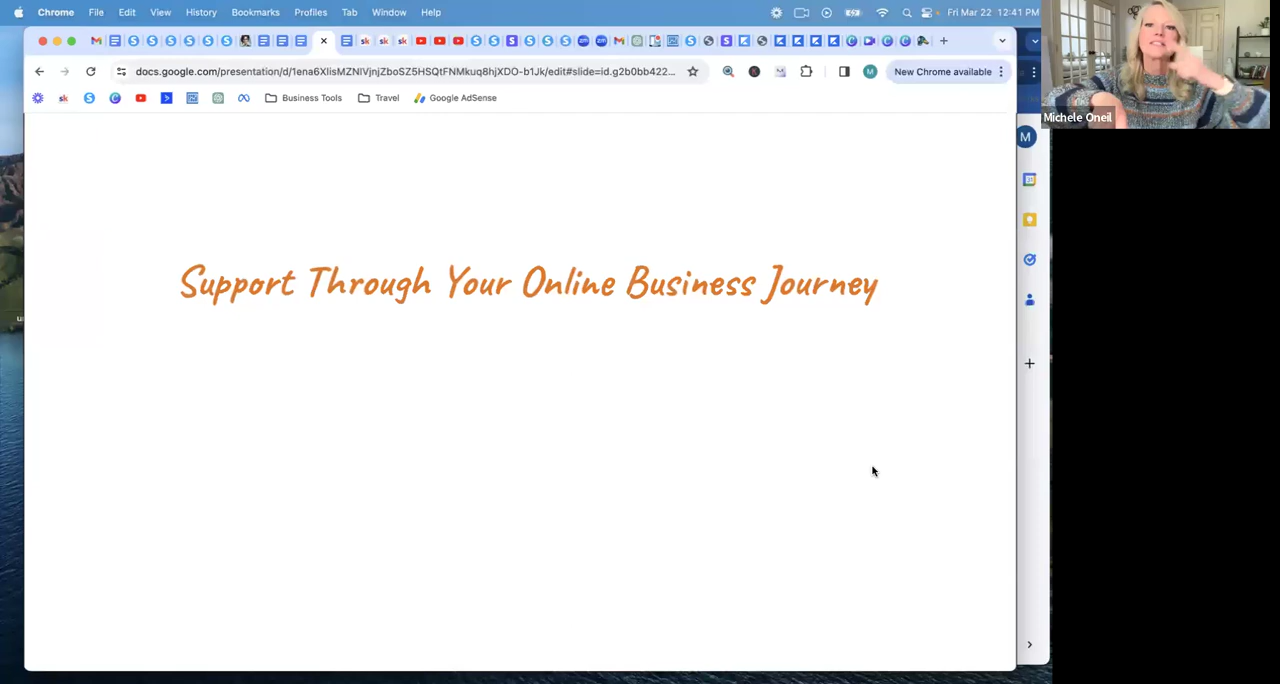 Chrome File Edit View History Bookmarks Profiles Tab Window Help Fri Mar 22 12:41 PM
docs.google.com/presentation/d/1ena6XlisMZNlVjnjZboSZ5HSQtFNMkuq8hjXDO-b1Jk/edit#slide=id.g2b0bb422... M New Chrome available
Business Tools Travel Google AdSense
Michele Oneil
M
Support Through Your Online Business Journey